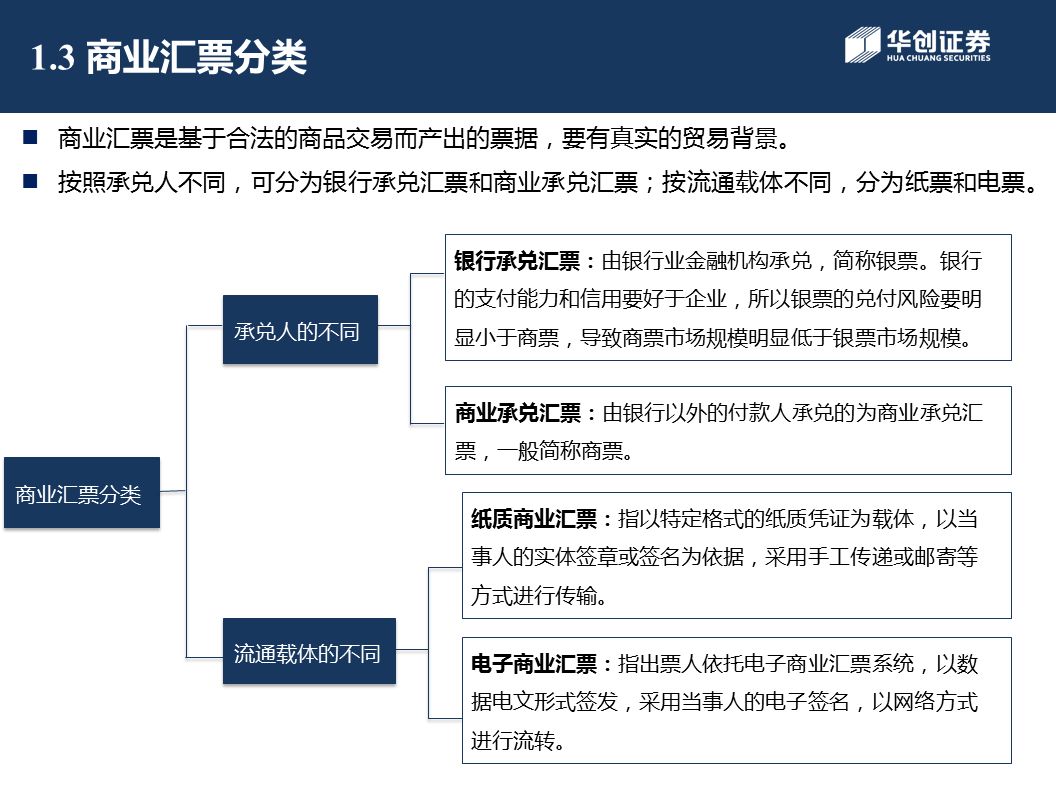 1.3 商业汇票分类
华创证券
HUA CHUANG SECURITIES
商业汇票是基于合法的商品交易而产出的票据，要有真实的贸易背景。
按照承兑人不同，可分为银行承兑汇票和商业承兑汇票；按流通载体不同，分为纸票和电票。
银行承兑汇票：由银行业金融机构承兑，简称银票。银行
的支付能力和信用要好于企业，所以银票的兑付风险要明
显小于商票，导致商票市场规模明显低于银票市场规模。
承兑人的不同
商业承兑汇票：由银行以外的付款人承兑的为商业承兑汇
票，一般简称商票。
商业汇票分类
纸质商业汇票：指以特定格式的纸质凭证为载体，以当
事人的实体签章或签名为依据，采用手工传递或邮寄等
方式进行传输。
流通载体的不同
电子商业汇票：指出票人依托电子商业汇票系统，以数
据电文形式签发，采用当事人的电子签名，以网络方式
进行流转。